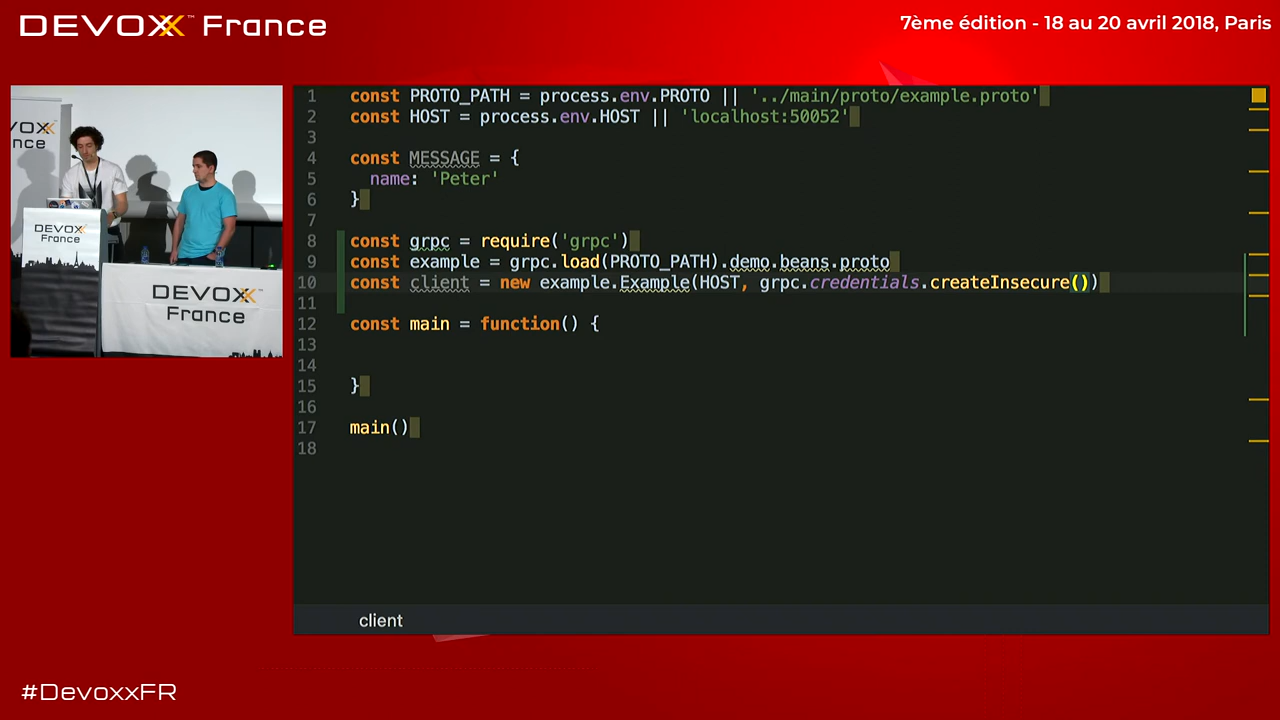 DEVOXX™ France
7ème édition - 18 au 20 avril 2018, Paris
OXX
nce
DEVOXX
France
DEVOXX™
France
1 const PROTO_PATH = process.env.PROTO || '../main/proto/example.proto'
2 const HOST = process.env.HOST || 'localhost:50052'
3
4 const MESSAGE = {
5   name: 'Peter'
6 }
7
8 const grpc = require('grpc')
9 const example = grpc.load(PROTO_PATH).demo.beans.proto
10 const client = new example.Example(HOST, grpc.credentials.createInsecure())
11
12 const main = function() {
13
14
15 }
16
17 main()
18
client
#DevoxxFR